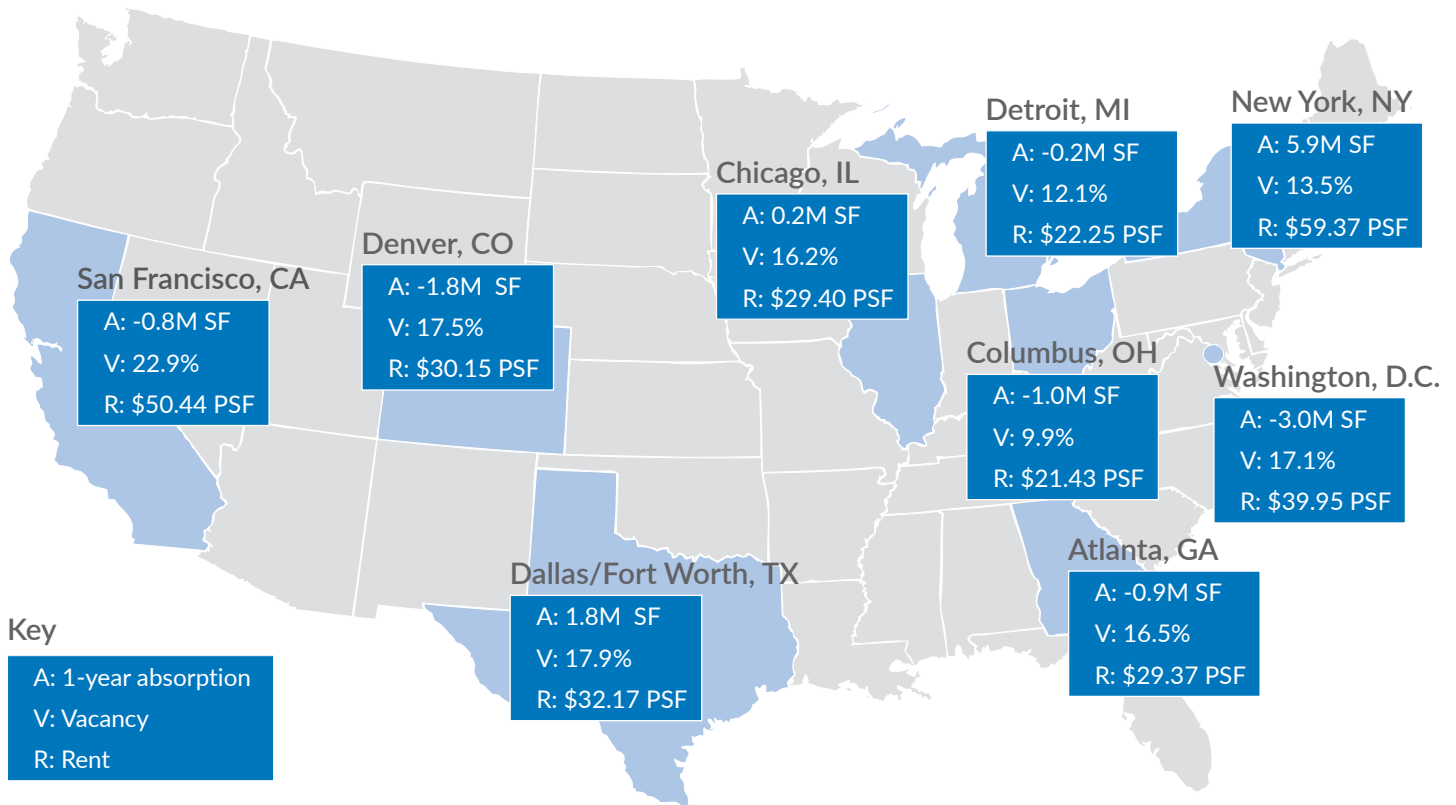 Detroit, MI
A: -0.2M SF
V: 12.1%
R: $22.25 PSF
New York, NY
A: 5.9M SF
V: 13.5%
R: $59.37 PSF
Chicago, IL
A: 0.2M SF
V: 16.2%
R: $29.40 PSF
Denver, CO
A: -1.8M SF
V: 17.5%
R: $30.15 PSF
San Francisco, CA
A: -0.8M SF
V: 22.9%
R: $50.44 PSF
Columbus, OH
A: -1.0M SF
V: 9.9%
R: $21.43 PSF
Washington, D.C.
A: -3.0M SF
V: 17.1%
R: $39.95 PSF
Atlanta, GA
A: -0.9M SF
V: 16.5%
R: $29.37 PSF
Dallas/Fort Worth, TX
A: 1.8M SF
V: 17.9%
R: $32.17 PSF
Key
A: 1-year absorption
V: Vacancy
R: Rent